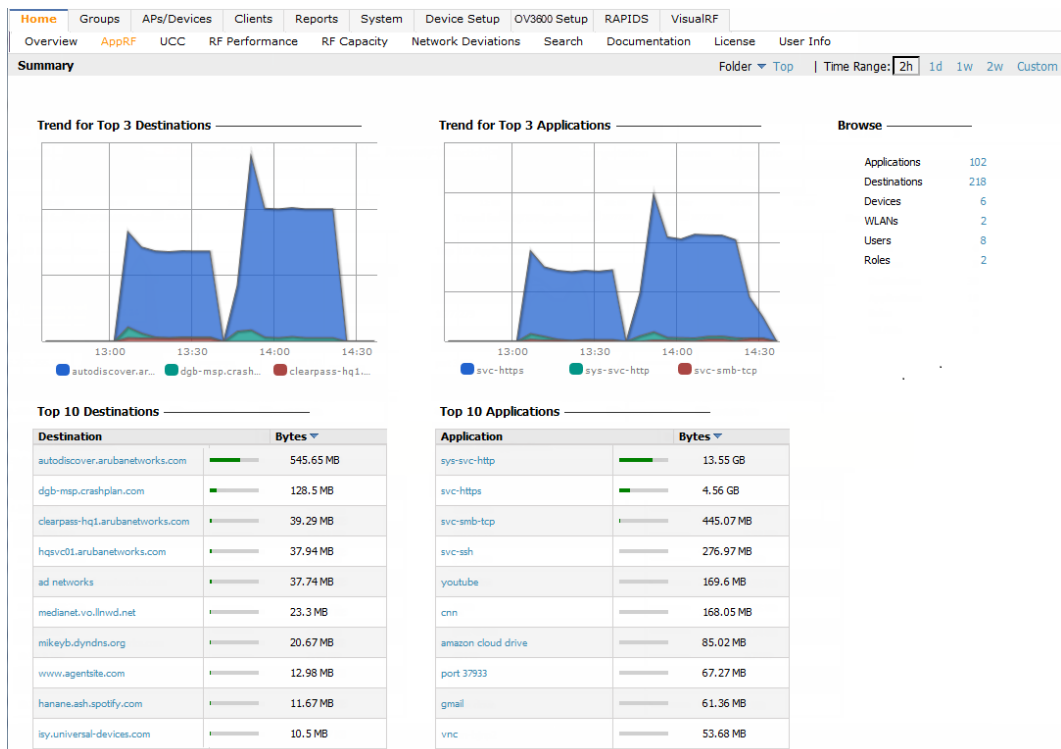 Home Groups APs/Devices Clients Reports System Device Setup OV3600 Setup RAPIDS VisualRF
Overview AppRF UCC RF Performance RF Capacity Network Deviations Search Documentation License User Info
Summary Folder Top | Time Range: 2h 1d 1w 2w Custom
Trend for Top 3 Destinations
13:00 13:30 14:00 14:30
autodiscover.ar... dgb-msp.crash... clearpass-hq1....
Trend for Top 3 Applications
13:00 13:30 14:00 14:30
svc-https sys-svc-http svc-smb-tcp
Browse
Applications 102
Destinations 218
Devices 6
WLANs 2
Users 8
Roles 2
Top 10 Destinations
Destination Bytes
autodiscover.arubanetworks.com 545.65 MB
dgb-msp.crashplan.com 128.5 MB
clearpass-hq1.arubanetworks.com 39.29 MB
hqsvc01.arubanetworks.com 37.94 MB
ad networks 37.74 MB
medianet.vo.llnwd.net 23.3 MB
mikeyb.dyndns.org 20.67 MB
www.agentsite.com 12.98 MB
hanane.ash.spotify.com 11.67 MB
isy.universal-devices.com 10.5 MB
Top 10 Applications
Application Bytes
sys-svc-http 13.55 GB
svc-https 4.56 GB
svc-smb-tcp 445.07 MB
svc-ssh 276.97 MB
youtube 169.6 MB
cnn 168.05 MB
amazon cloud drive 85.02 MB
port 37933 67.27 MB
gmail 61.36 MB
vnc 53.68 MB